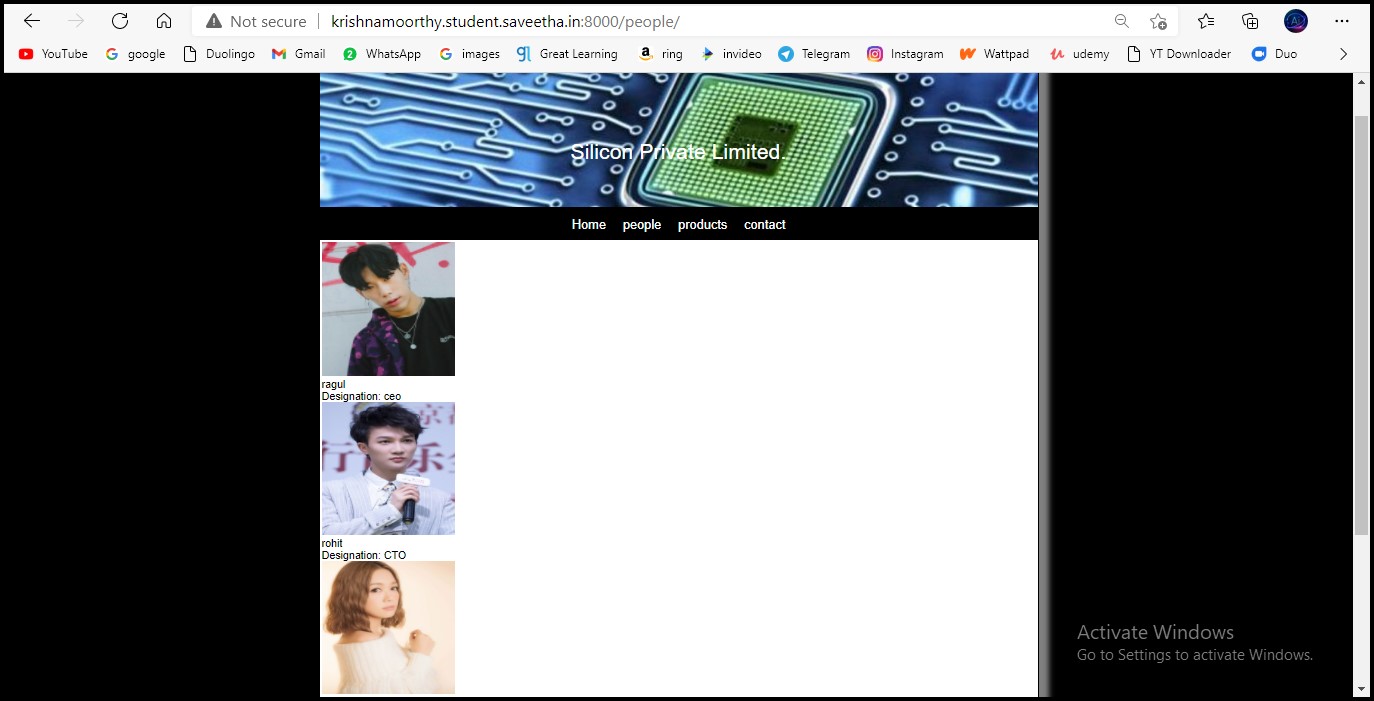 Not secure | krishnamoorthy.student.saveetha.in:8000/people/
YouTube google Duolingo Gmail 2 WhatsApp images gl Great Learning a ring invideo Telegram Instagram Wattpad udemy YT Downloader Duo
Silicon Private Limited.
Home people products contact
ragul
Designation: ceo
rohit
Designation: CTO
Activate Windows
Go to Settings to activate Windows.